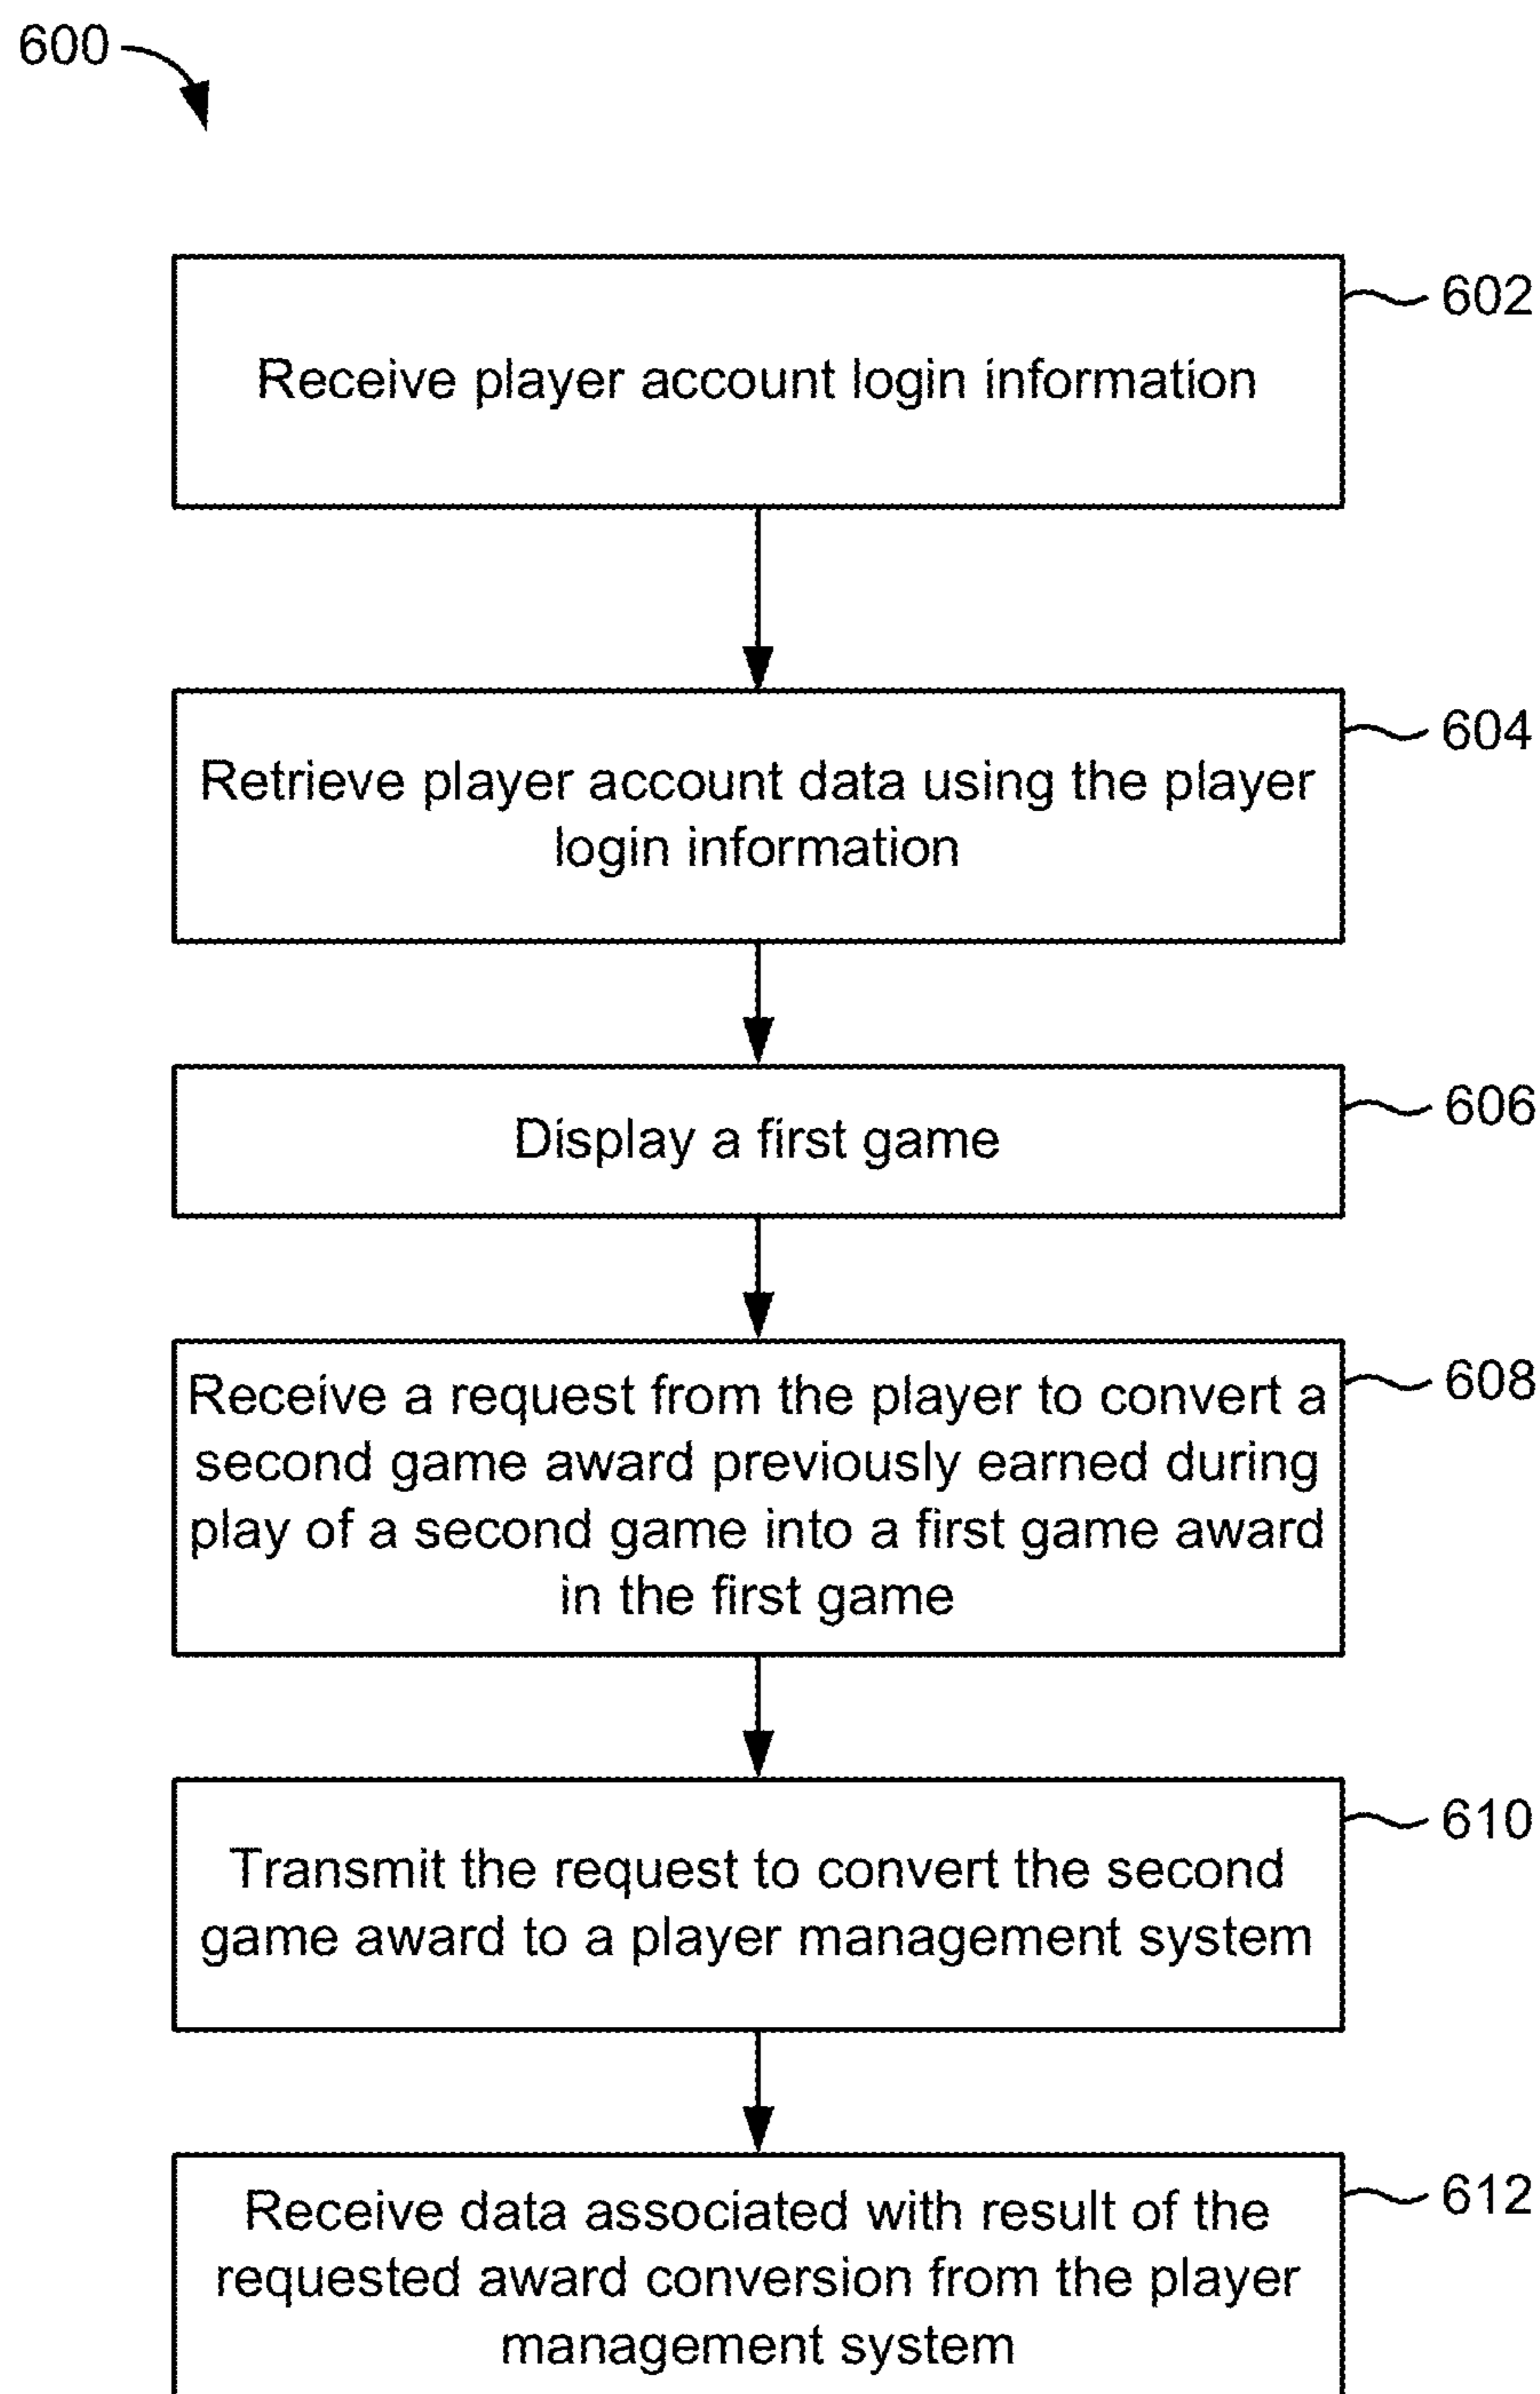 600
602
Receive player account login information
604
Retrieve player account data using the player
login information
606
Display a first game
608
Receive a request from the player to convert a
second game award previously earned during
play of a second game into a first game award
in the first game
610
Transmit the request to convert the second
game award to a player management system
612
Receive data associated with result of the
requested award conversion from the player
management system